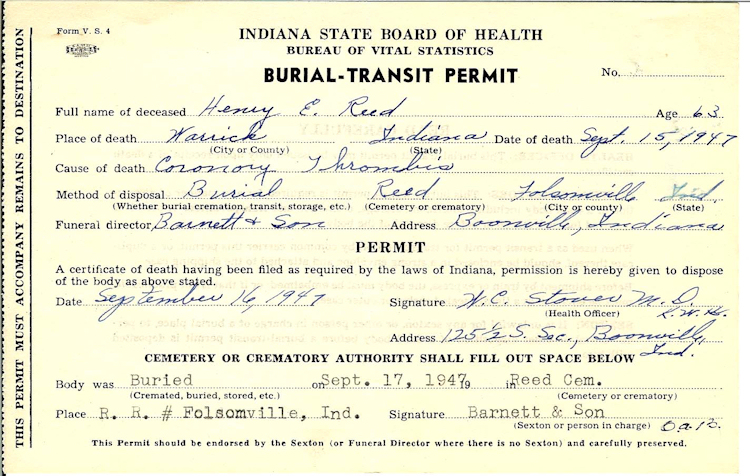 Form V. S. 4
INDIANA STATE BOARD OF HEALTH
BUREAU OF VITAL STATISTICS
BURIAL-TRANSIT PERMIT
No.
Full name of deceased Henry E. Reed Age 63
Place of death Warrick Indiana Date of death Sept. 15, 1947
(City or County) (State)
Cause of death Coronory Thrombis
Method of disposal Burial Reed Folsomville Ind.
(Whether burial cremation, transit, storage, etc.) (Cemetery or crematory) (City or county) (State)
Funeral director Barnett & Son Address Boonville, Indiana
PERMIT
A certificate of death having been filed as required by the laws of Indiana, permission is hereby given to dispose
of the body as above stated.
Date September 16, 1947 Signature W.C. Stover M.D.
(Health Officer)
Address 125½ S. Sec., Boonville, Ind.
CEMETERY OR CREMATORY AUTHORITY SHALL FILL OUT SPACE BELOW
Body was Buried on Sept. 17, 1947 in Reed Cem.
(Cremated, buried, stored, etc.) (Cemetery or crematory)
Place R. R. # Folsomville, Ind. Signature Barnett & Son
(Sexton or person in charge)
This Permit should be endorsed by the Sexton (or Funeral Director where there is no Sexton) and carefully preserved.
THIS PERMIT MUST ACCOMPANY REMAINS TO DESTINATION